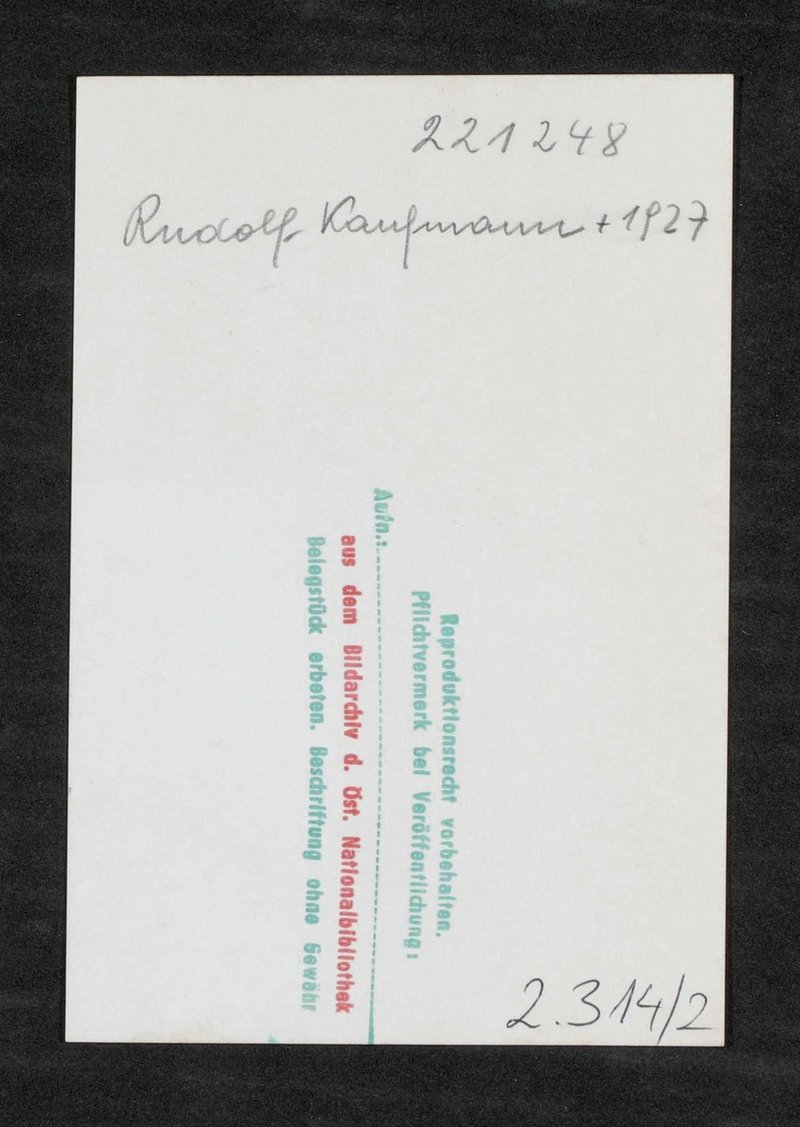 221248
Rudolf Kaufmann + 1927
Reproduktionsrecht vorbehalten.
Pflichtvermerk bei Veröffentlichung:
Aufn.:
aus dem Bildarchiv d. Öst. Nationalbibliothek
Belegstück erbeten. Beschriftung ohne Gewähr
2.314/2